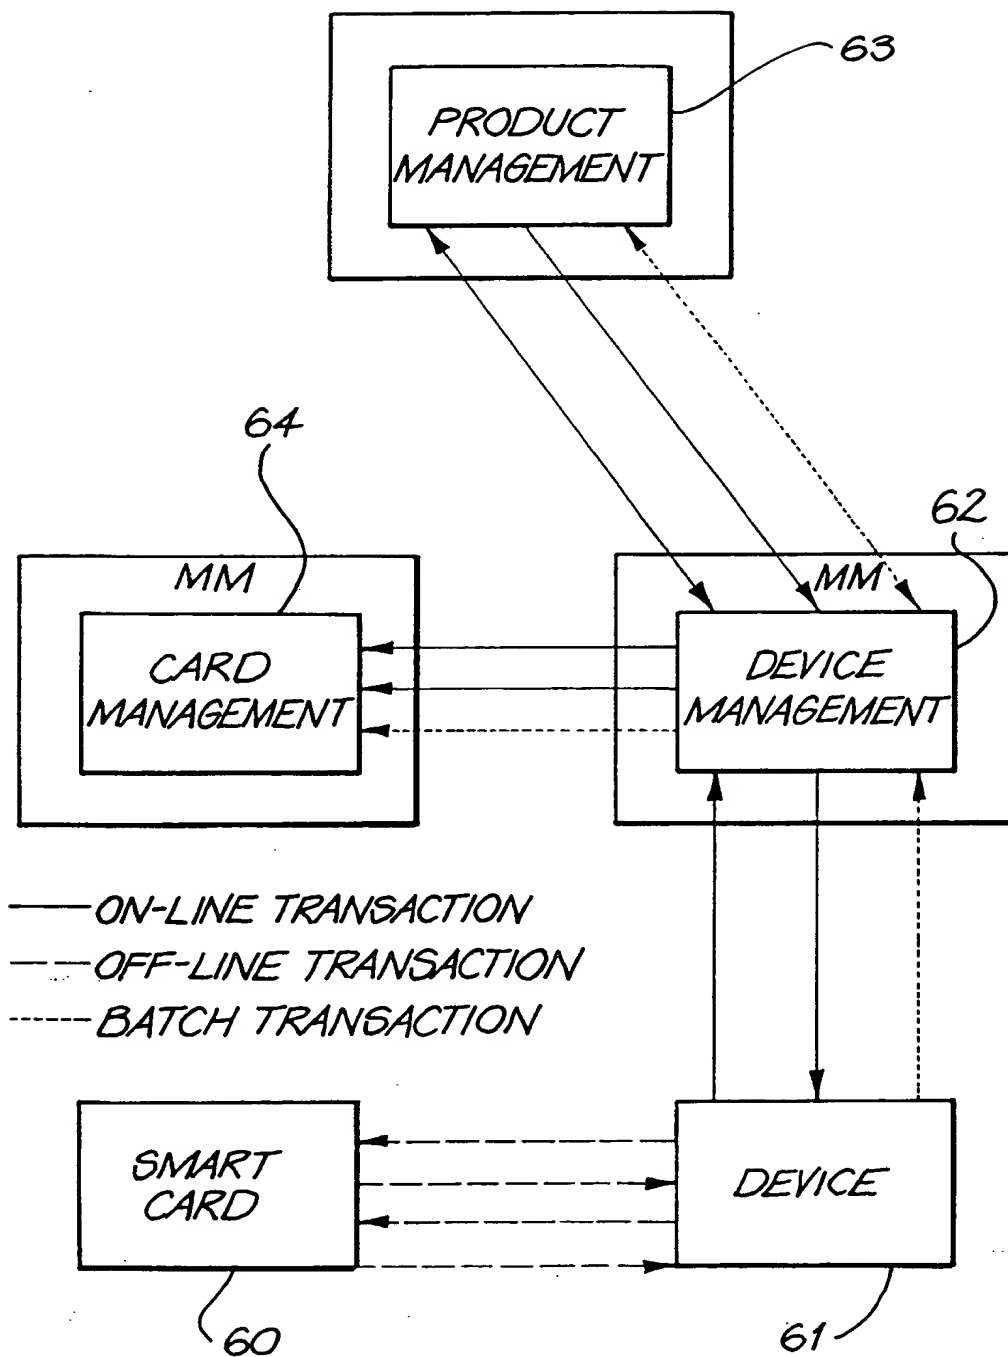 63
PRODUCT
MANAGEMENT
64
62
MM
MM
CARD
MANAGEMENT
DEVICE
MANAGEMENT
ON-LINE TRANSACTION
OFF-LINE TRANSACTION
BATCH TRANSACTION
SMART
CARD
DEVICE
60
61